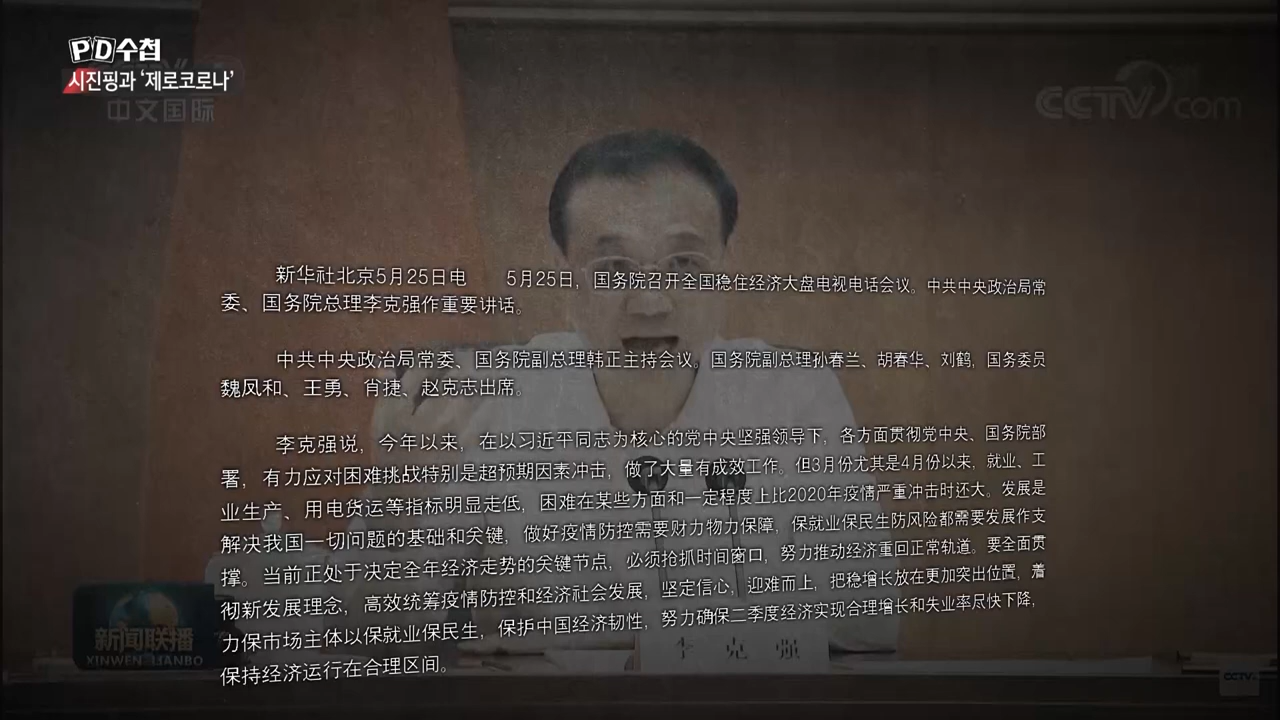 PD수첩
시진핑과 ‘제로코로나’
中文国际
CCTV.com
新华社北京5月25日电 5月25日，国务院召开全国稳住经济大盘电视电话会议。中共中央政治局常
委、国务院总理李克强作重要讲话。
中共中央政治局常委、国务院副总理韩正主持会议。国务院副总理孙春兰、胡春华、刘鹤，国务委员
魏凤和、王勇、肖捷、赵克志出席。
李克强说，今年以来，在以习近平同志为核心的党中央坚强领导下，各方面贯彻党中央、国务院部
署，有力应对困难挑战特别是超预期因素冲击，做了大量有成效工作。但3月份尤其是4月份以来，就业、工
业生产、用电货运等指标明显走低，困难在某些方面和一定程度上比2020年疫情严重冲击时还大。发展是
解决我国一切问题的基础和关键，做好疫情防控需要财力物力保障，保就业保民生防风险都需要发展作支
撑。当前正处于决定全年经济走势的关键节点，必须抢抓时间窗口，努力推动经济重回正常轨道。要全面贯
彻新发展理念，高效统筹疫情防控和经济社会发展，坚定信心，迎难而上，把稳增长放在更加突出位置，着
力保市场主体以保就业保民生，保护中国经济韧性，努力确保二季度经济实现合理增长和失业率尽快下降，
保持经济运行在合理区间。
新闻联播
XINWEN LIANBO
李克强
CCTV